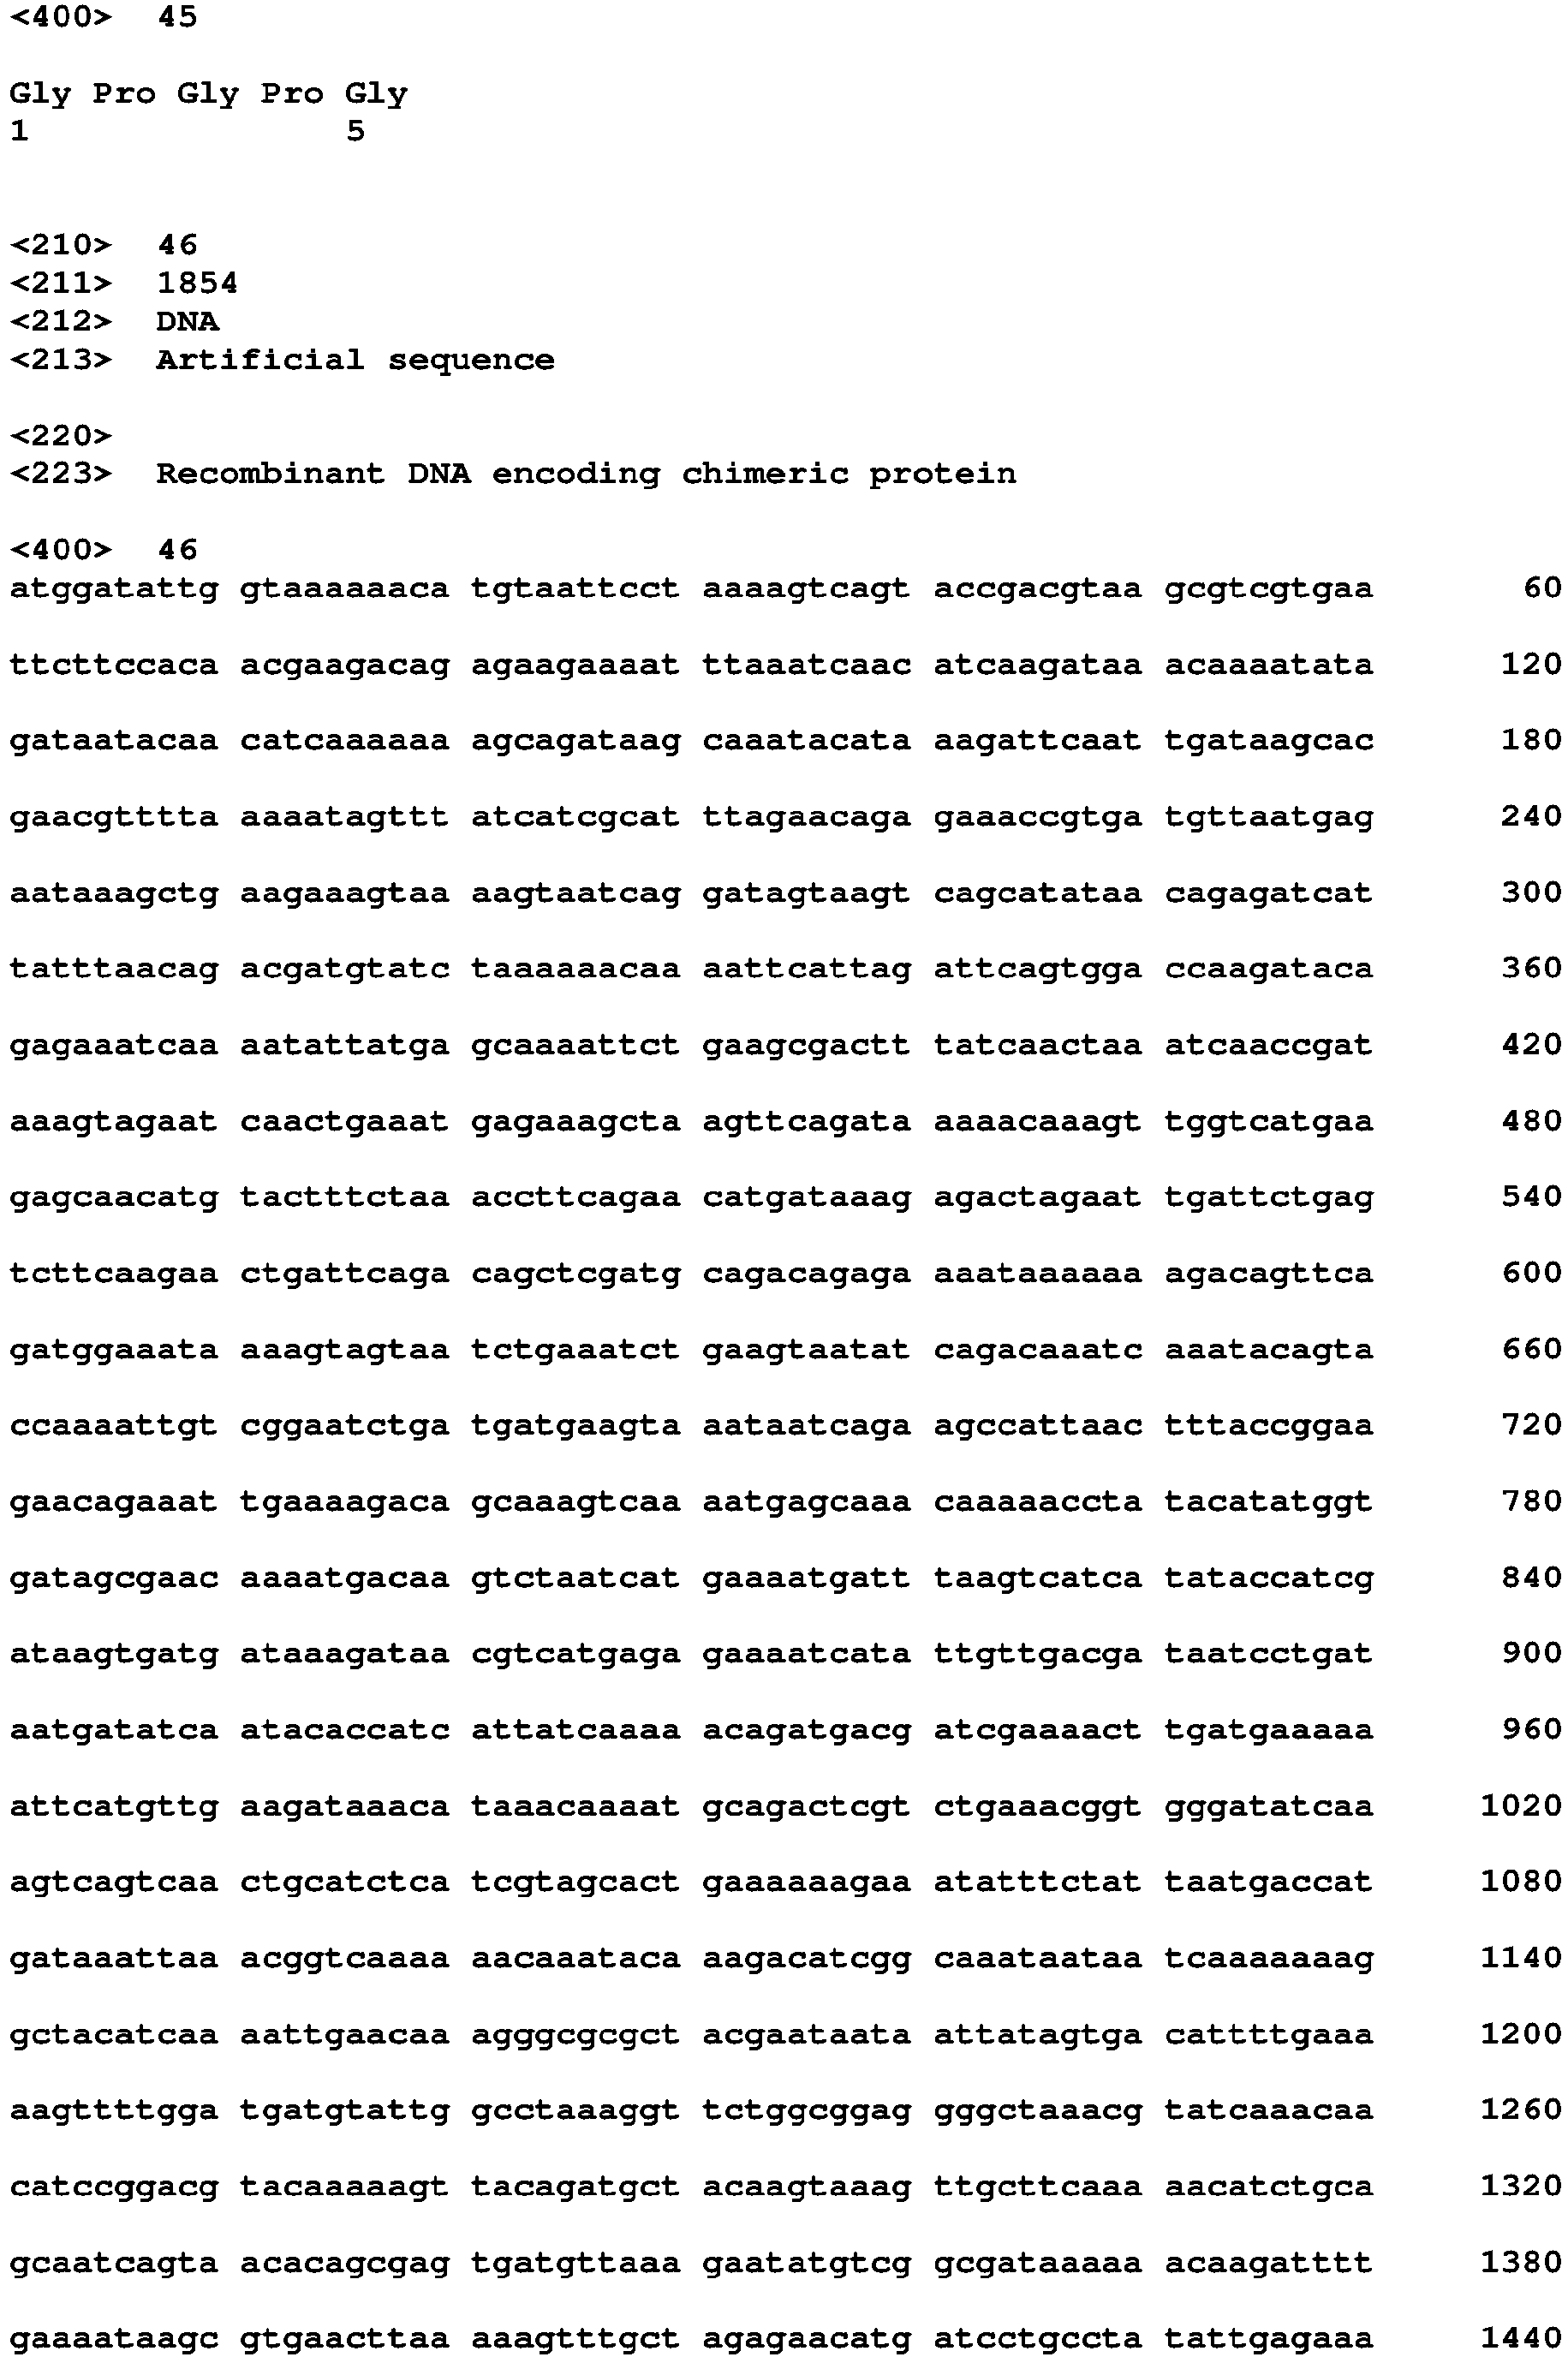 <400> 45
Gly Pro Gly Pro Gly
1 5
<210> 46
<211> 1854
<212> DNA
<213> Artificial sequence
<220>
<223> Recombinant DNA encoding chimeric protein
<400> 46
atggatattg gtaaaaaaca tgtaattcct aaaagtcagt accgacgtaa gcgtcgtgaa 60
ttcttccaca acgaagacag agaagaaaat ttaaatcaac atcaagataa acaaaatata 120
gataatacaa catcaaaaaa agcagataag caaatacata aagattcaat tgataagcac 180
gaacgtttta aaaatagttt atcatcgcat ttagaacaga gaaaccgtga tgttaatgag 240
aataaagctg aagaaagtaa aagtaatcag gatagtaagt cagcatataa cagagatcat 300
tatttaacag acgatgtatc taaaaaacaa aattcattag attcagtgga ccaagataca 360
gagaaatcaa aatattatga gcaaaattct gaagcgactt tatcaactaa atcaaccgat 420
aaagtagaat caactgaaat gagaaagcta agttcagata aaaacaaagt tggtcatgaa 480
gagcaacatg tactttctaa accttcagaa catgataaag agactagaat tgattctgag 540
tcttcaagaa ctgattcaga cagctcgatg cagacagaga aaataaaaaa agacagttca 600
gatggaaata aaagtagtaa tctgaaatct gaagtaatat cagacaaatc aaatacagta 660
ccaaaattgt cggaatctga tgatgaagta aataatcaga agccattaac tttaccggaa 720
gaacagaaat tgaaaagaca gcaaagtcaa aatgagcaaa caaaaaccta tacatatggt 780
gatagcgaac aaaatgacaa gtctaatcat gaaaatgatt taagtcatca tataccatcg 840
ataagtgatg ataaagataa cgtcatgaga gaaaatcata ttgttgacga taatcctgat 900
aatgatatca atacaccatc attatcaaaa acagatgacg atcgaaaact tgatgaaaaa 960
attcatgttg aagataaaca taaacaaaat gcagactcgt ctgaaacggt gggatatcaa 1020
agtcagtcaa ctgcatctca tcgtagcact gaaaaaagaa atatttctat taatgaccat 1080
gataaattaa acggtcaaaa aacaaataca aagacatcgg caaataataa tcaaaaaaag 1140
gctacatcaa aattgaacaa agggcgcgct acgaataata attatagtga cattttgaaa 1200
aagttttgga tgatgtattg gcctaaaggt tctggcggag gggctaaacg tatcaaacaa 1260
catccggacg tacaaaaagt tacagatgct acaagtaaag ttgcttcaaa aacatctgca 1320
gcaatcagta acacagcgag tgatgttaaa gaatatgtcg gcgataaaaa acaagatttt 1380
gaaaataagc gtgaacttaa aaagtttgct agagaacatg atcctgccta tattgagaaa 1440